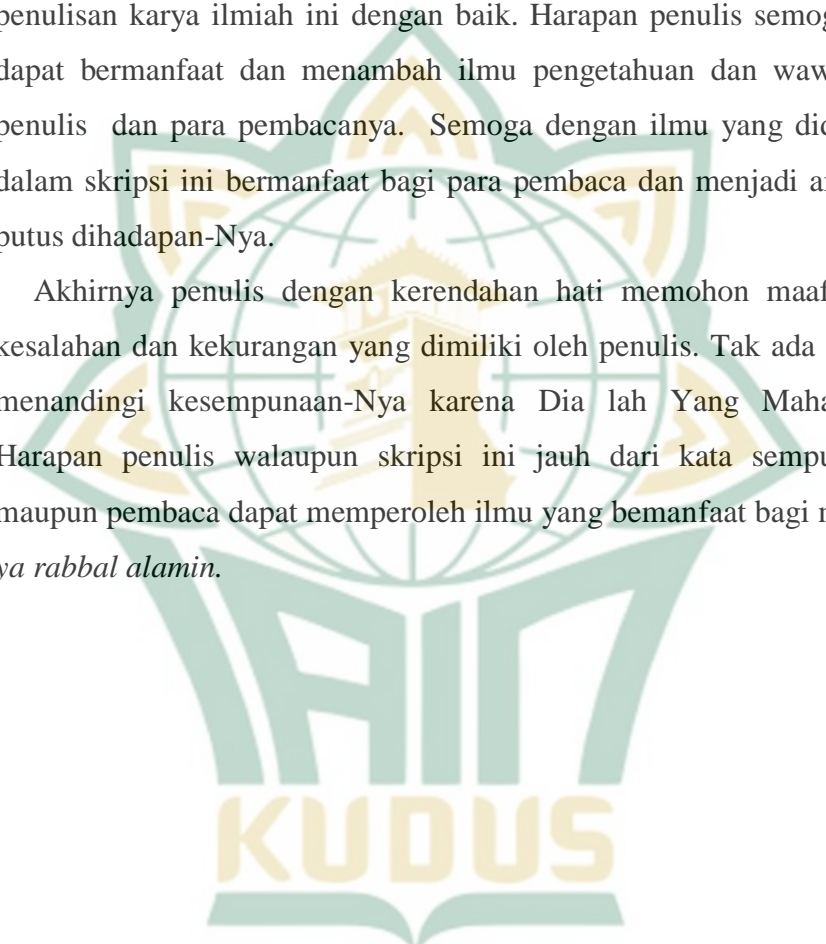 penulisan karya ilmiah ini dengan baik. Harapan penulis semog
dapat bermanfaat dan menambah ilmu pengetahuan dan waw
penulis dan para pembacanya. Semoga dengan ilmu yang did
dalam skripsi ini bermanfaat bagi para pembaca dan menjadi a
putus dihadapan-Nya.
Akhirnya penulis dengan kerendahan hati memohon maaf
kesalahan dan kekurangan yang dimiliki oleh penulis. Tak ada
menandingi kesempunaan-Nya karena Dia lah Yang Maha
Harapan penulis walaupun skripsi ini jauh dari kata sempu
maupun pembaca dapat memperoleh ilmu yang bemanfaat bagi
ya rabbal alamin.
IAIN
KUDUS